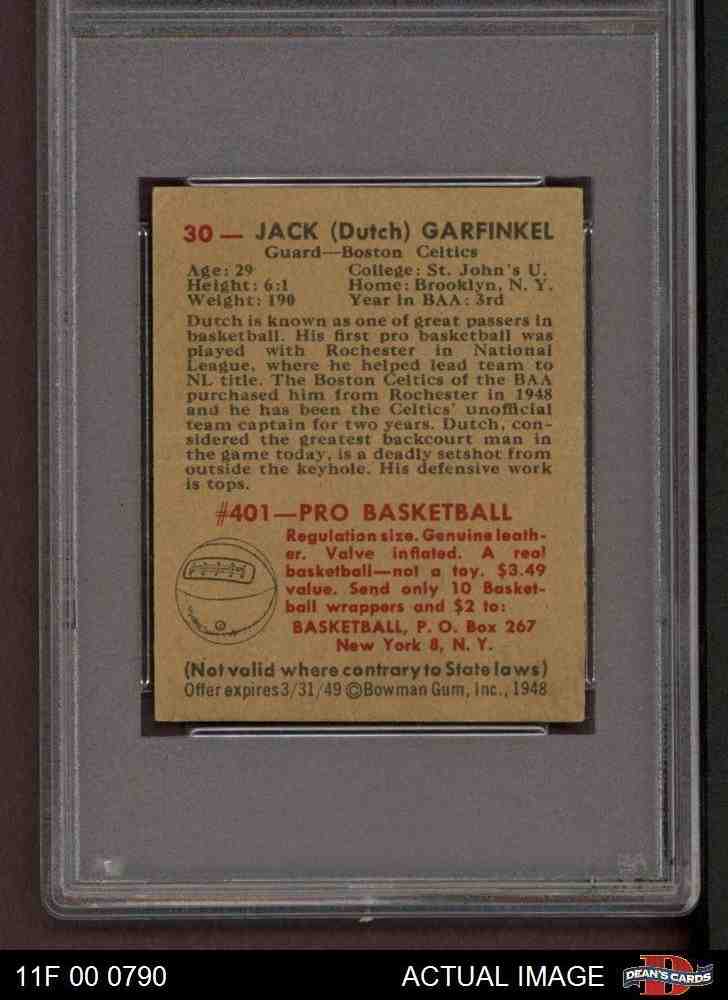 30 — JACK (Dutch) GARFINKEL
Guard—Boston Celtics
Age: 29 College: St. John's U.
Height: 6:1 Home: Brooklyn, N. Y.
Weight: 190 Year in BAA: 3rd
Dutch is known as one of great passers in
basketball. His first pro basketball was
played with Rochester in National
League, where he helped lead team to
NL title. The Boston Celtics of the BAA
purchased him from Rochester in 1948
and he has been the Celtics' unofficial
team captain for two years. Dutch, con-
sidered the greatest backcourt man in
the game today, is a deadly setshot from
outside the keyhole. His defensive work
is tops.
#401—PRO BASKETBALL
Regulation size. Genuine leath-
er. Valve inflated. A real
basketball—not a toy. $3.49
value. Send only 10 Basket-
ball wrappers and $2 to:
BASKETBALL, P. O. Box 267
New York 8, N. Y.
(Not valid where contrary to State laws)
Offer expires 3/31/49 ©Bowman Gum, Inc., 1948
11F 00 0790 ACTUAL IMAGE DEAN'S CARDS